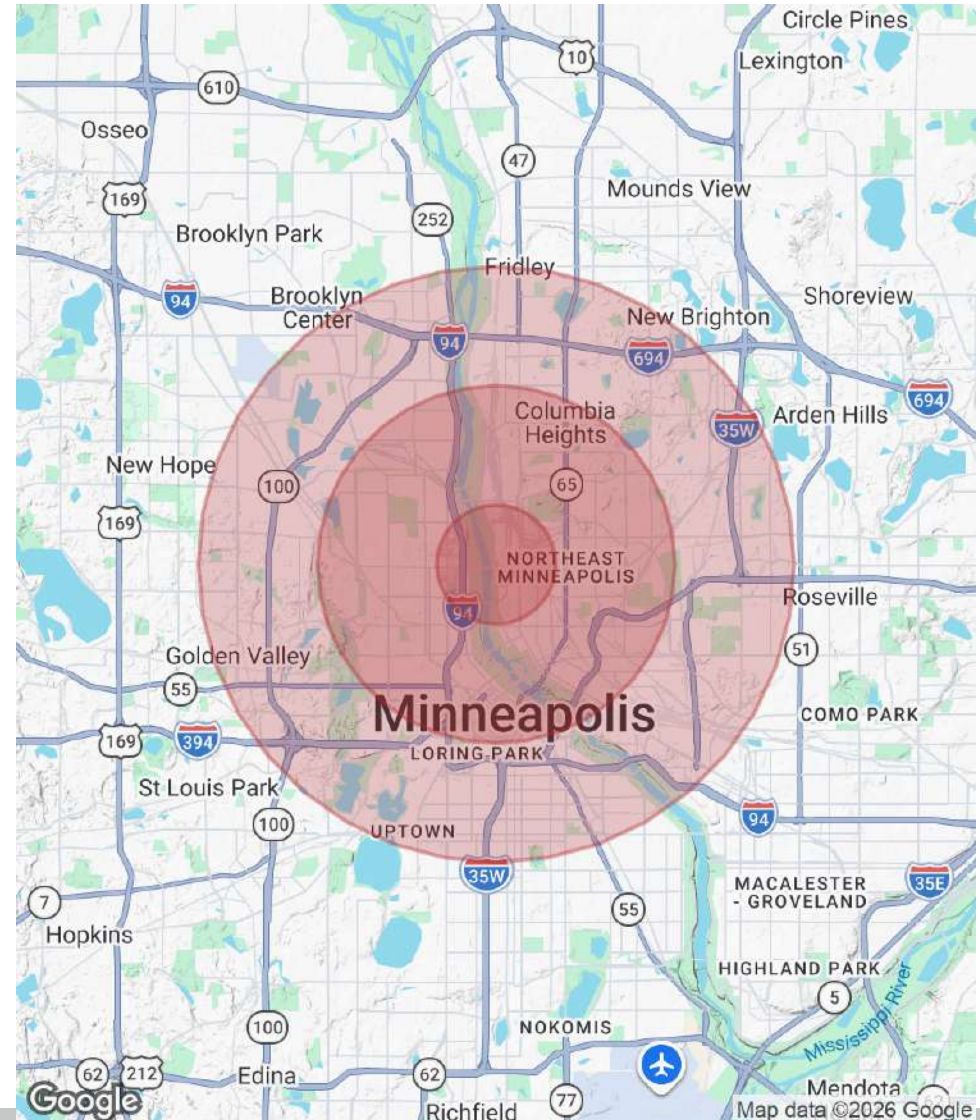 Circle Pines
10
Lexington
610
Osseo
47
169
Mounds View
252
Brooklyn Park
Fridley
94
Brooklyn
Center
Shoreview
New Brighton
94
694
694
Columbia
Heights
35W
Arden Hills
New Hope
100
65
169
NORTHEAST
MINNEAPOLIS
94
Roseville
51
Golden Valley
55
Minneapolis
COMO PARK
169
394
LORING PARK
St Louis Park
94
100
UPTOWN
35W
MACALESTER
- GROVELAND
35E
7
55
Hopkins
HIGHLAND PARK
5
Mississippi River
100
NOKOMIS
62
212
Edina
62
Mendota
77
Google
Richfield
Map data ©2026 Google